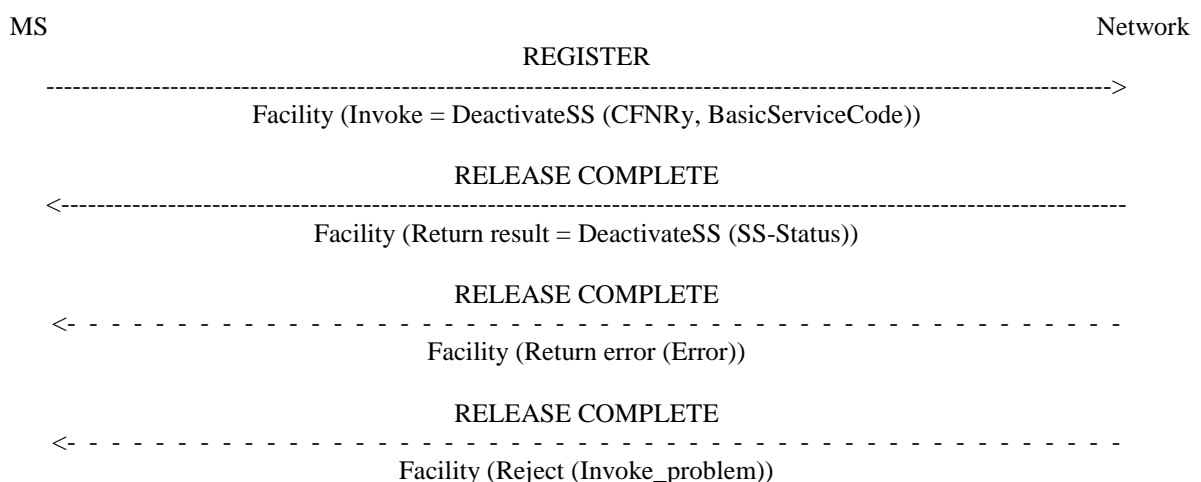 MS Network
REGISTER
Facility (Invoke = DeactivateSS (CFNRy, BasicServiceCode))
RELEASE COMPLETE
Facility (Return result = DeactivateSS (SS-Status))
RELEASE COMPLETE
Facility (Return error (Error))
RELEASE COMPLETE
Facility (Reject (Invoke_problem))